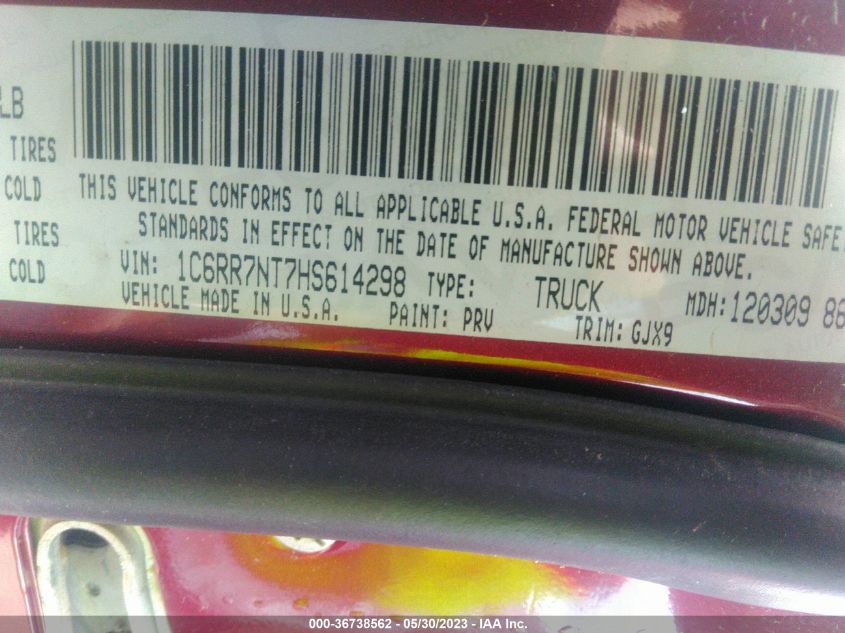 LB
TIRES
COLD
TIRES
COLD
THIS VEHICLE CONFORMS TO ALL APPLICABLE U.S.A. FEDERAL MOTOR VEHICLE SAFE
STANDARDS IN EFFECT ON THE DATE OF MANUFACTURE SHOWN ABOVE.
VIN: 1C6RR7NT7HS614298 TYPE: TRUCK MDH:120309 86
VEHICLE MADE IN U.S.A. PAINT: PRV TRIM: GJX9
000-36738562 — 05/30/2023 — IAA Inc.